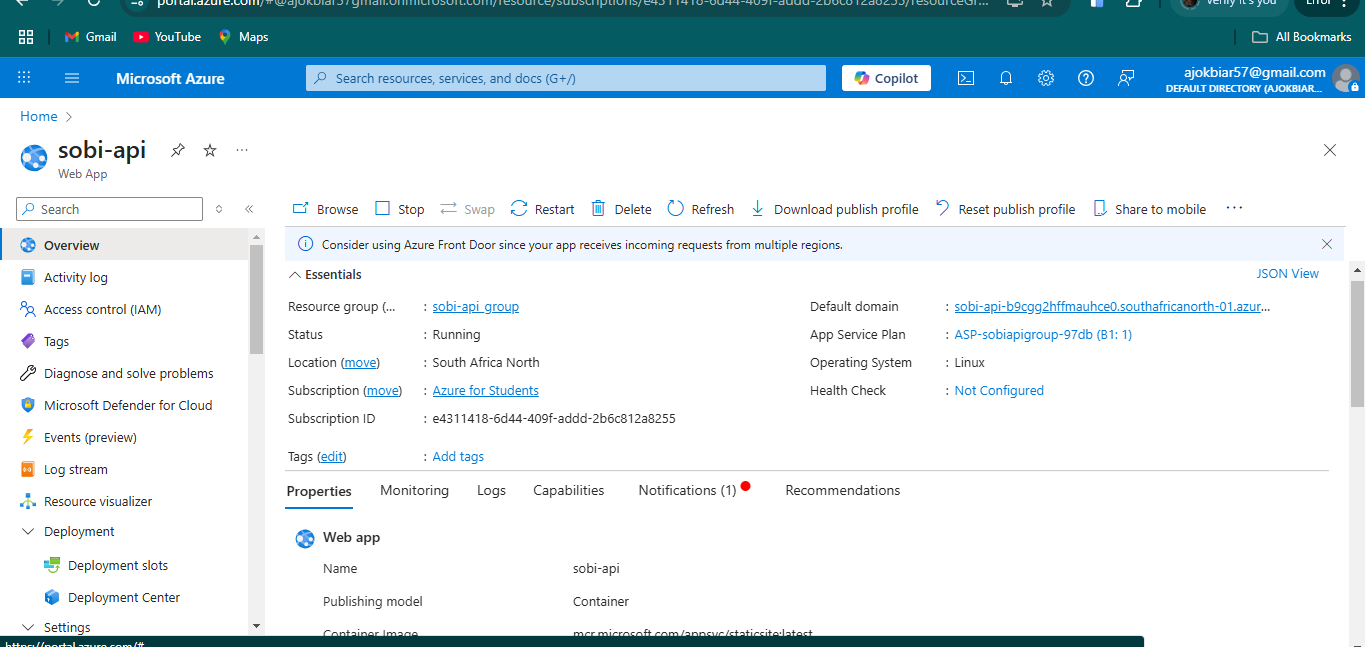 portal.azure.com/#@ajokbiar57gmail.onmicrosoft.com/resource/subscriptions/e4311418-6d44-409f-addd-2b6c812a8255/resourceGr...
Verify it's you
Error
Gmail
YouTube
Maps
All Bookmarks
Microsoft Azure
Search resources, services, and docs (G+/)
Copilot
ajokbiar57@gmail.com
DEFAULT DIRECTORY (AJOKBIAR...
Home
sobi-api
Web App
Search
Browse
Stop
Swap
Restart
Delete
Refresh
Download publish profile
Reset publish profile
Share to mobile
Overview
Activity log
Access control (IAM)
Tags
Diagnose and solve problems
Microsoft Defender for Cloud
Events (preview)
Log stream
Resource visualizer
Deployment
Deployment slots
Deployment Center
Settings
Consider using Azure Front Door since your app receives incoming requests from multiple regions.
Essentials
JSON View
Resource group (... : sobi-api_group
Status : Running
Location (move) : South Africa North
Subscription (move) : Azure for Students
Subscription ID : e4311418-6d44-409f-addd-2b6c812a8255
Tags (edit) : Add tags
Default domain : sobi-api-b9cgg2hffmauhce0.southafricanorth-01.azur...
App Service Plan : ASP-sobiapigroup-97db (B1: 1)
Operating System : Linux
Health Check : Not Configured
Properties
Monitoring
Logs
Capabilities
Notifications (1)
Recommendations
Web app
Name sobi-api
Publishing model Container
Container Image mcr.microsoft.com/appsvc/staticsite:latest
https://portal.azure.com/#